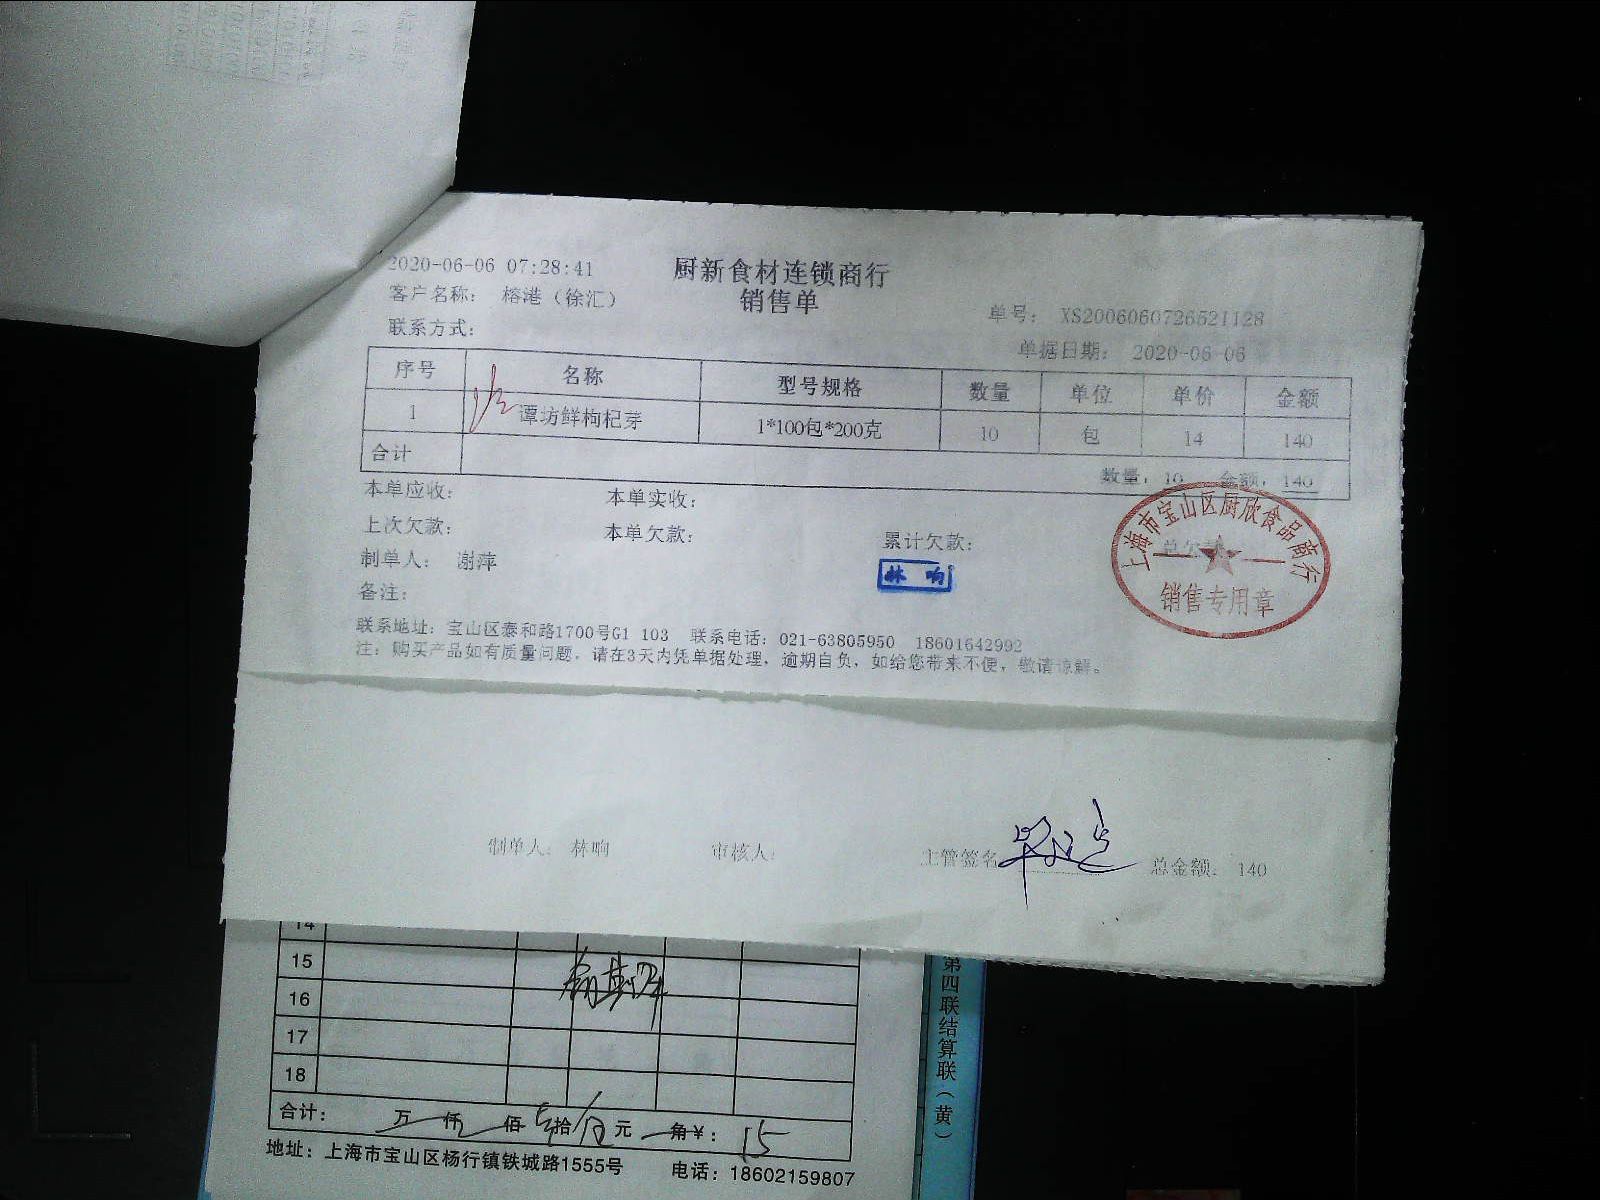 2020-06-06 07:28:41
厨新食材连锁商行
销售单
客户名称： 榕港（徐汇）
单号： XS2006060726521128
联系方式：
单据日期： 2020-06-06
序号 名称 型号规格 数量 单位 单价 金额
1 谭坊鲜枸杞芽 1*100包*200克 10 包 14 140
合计 数量：10 金额：140
本单应收： 本单实收：
上次欠款： 本单欠款： 累计欠款： 总欠款
制单人： 谢萍
林响
上海市宝山区厨欣食品商行
销售专用章
备注：
联系地址：宝山区泰和路1700号G1 103 联系电话：021-63805950 18601642992
注：购买产品如有质量问题，请在3天内凭单据处理，逾期自负，如给您带来不便，敬请谅解。
制单人： 林响 审核人： 主管签名 总金额： 140
14
15
16
17
18
合计： 万 仟 佰 拾 元 角¥： 15
地址：上海市宝山区杨行镇铁城路1555号 电话：18602159807
第四联结算联（黄）